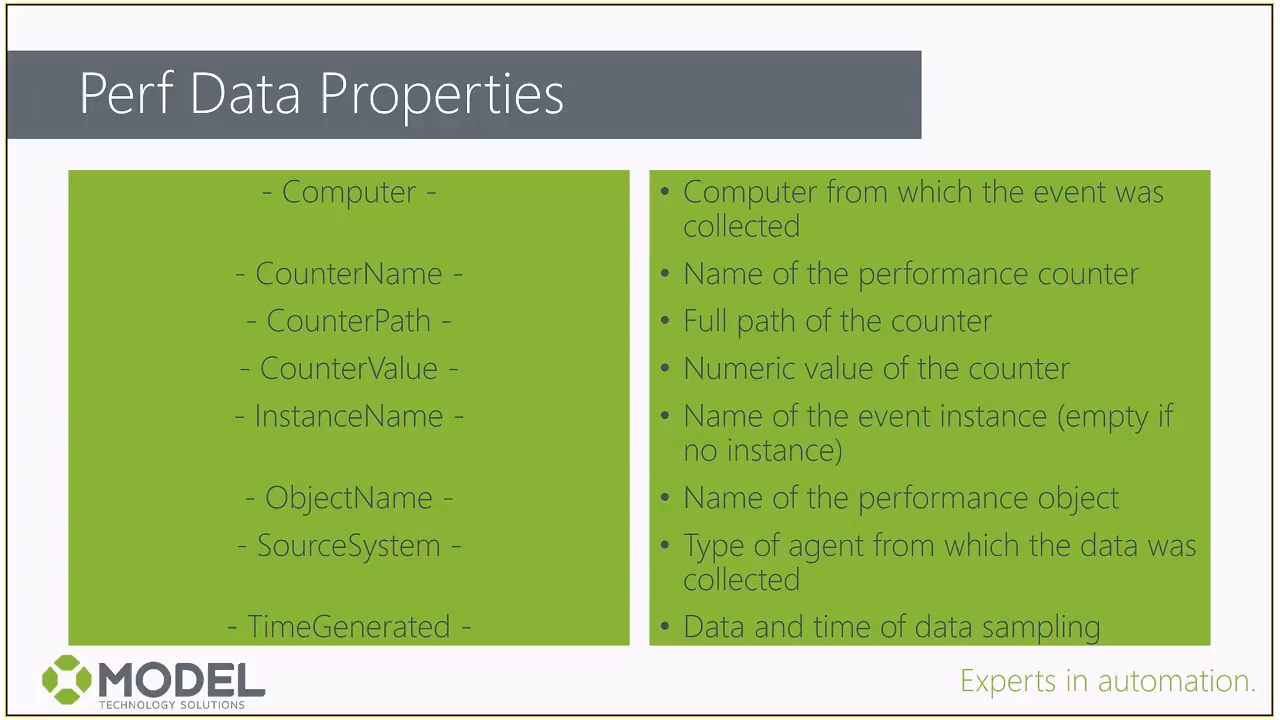 Perf Data Properties
- Computer -
• Computer from which the event was
collected
- CounterName -
• Name of the performance counter
- CounterPath -
• Full path of the counter
- CounterValue -
• Numeric value of the counter
- InstanceName -
• Name of the event instance (empty if
no instance)
- ObjectName -
• Name of the performance object
- SourceSystem -
• Type of agent from which the data was
collected
- TimeGenerated -
• Data and time of data sampling
MODEL
TECHNOLOGY SOLUTIONS
Experts in automation.